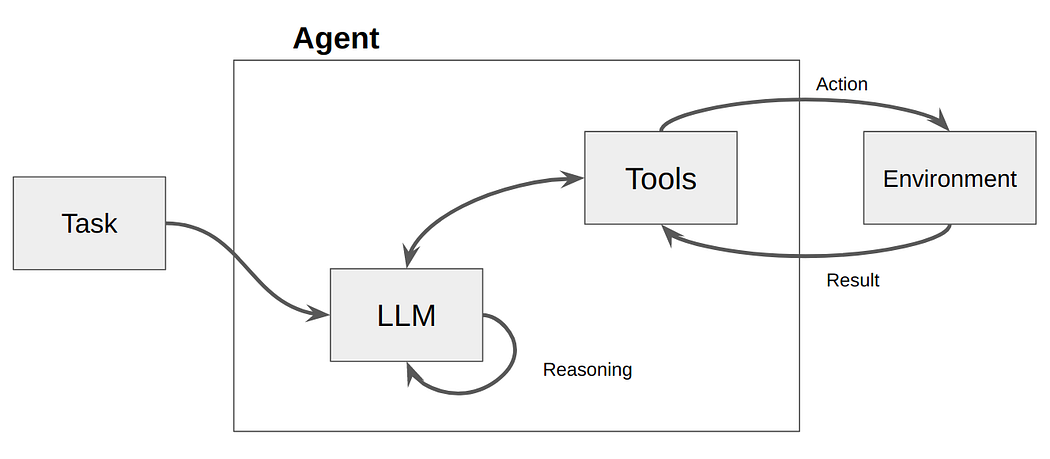 Agent
Action
Tools
Environment
Task
Result
LLM
Reasoning